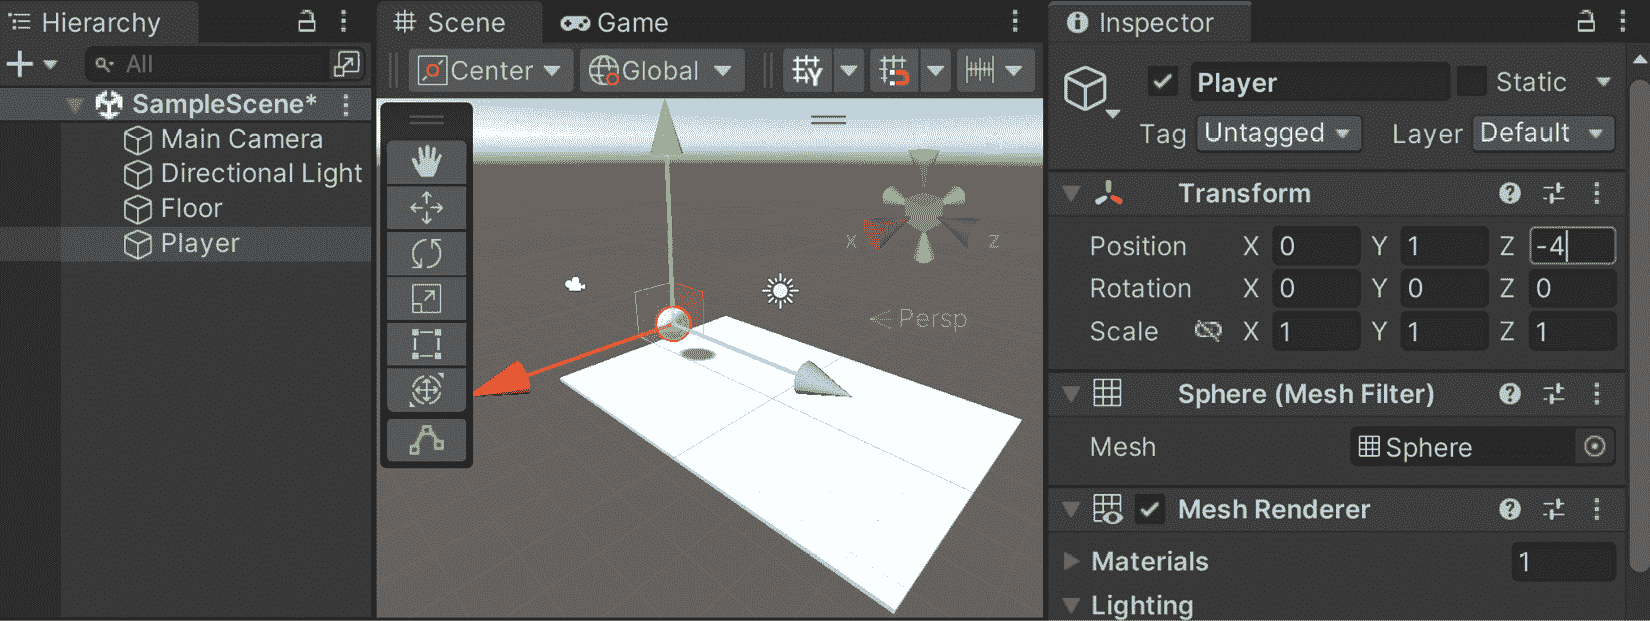 Hierarchy
All
SampleScene*
Main Camera
Directional Light
Floor
Player
Scene
Game
Center
Global
Y
X
Z
Persp
Inspector
Player
Static
Tag Untagged
Layer Default
Transform
Position X 0 Y 1 Z -4
Rotation X 0 Y 0 Z 0
Scale X 1 Y 1 Z 1
Sphere (Mesh Filter)
Mesh Sphere
Mesh Renderer
Materials 1
Lighting